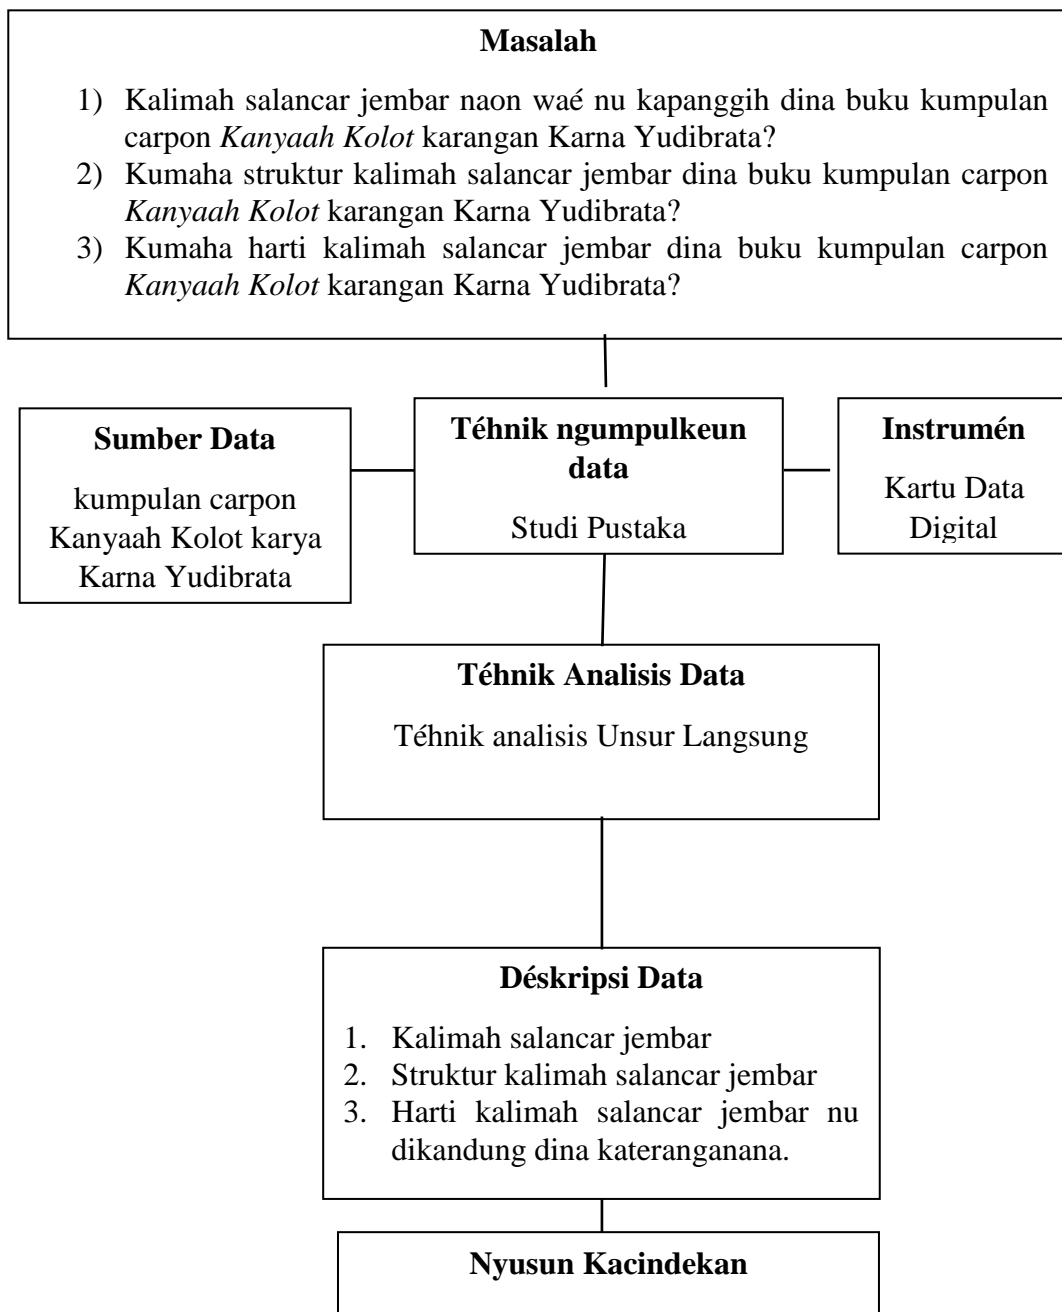 Masalah
1) Kalimah salancar jembar naon waé nu kapanggih dina buku kumpulan
carpon Kanyaah Kolot karangan Karna Yudibrata?
2) Kumaha struktur kalimah salancar jembar dina buku kumpulan carpon
Kanyaah Kolot karangan Karna Yudibrata?
3) Kumaha harti kalimah salancar jembar dina buku kumpulan carpon
Kanyaah Kolot karangan Karna Yudibrata?
Sumber Data
kumpulan carpon
Kanyaah Kolot karya
Karna Yudibrata
Téhnik ngumpulkeun
data
Studi Pustaka
Instrumén
Kartu Data
Digital
Téhnik Analisis Data
Téhnik analisis Unsur Langsung
Déskripsi Data
1. Kalimah salancar jembar
2. Struktur kalimah salancar jembar
3. Harti kalimah salancar jembar nu
dikandung dina kateranganana.
Nyusun Kacindekan